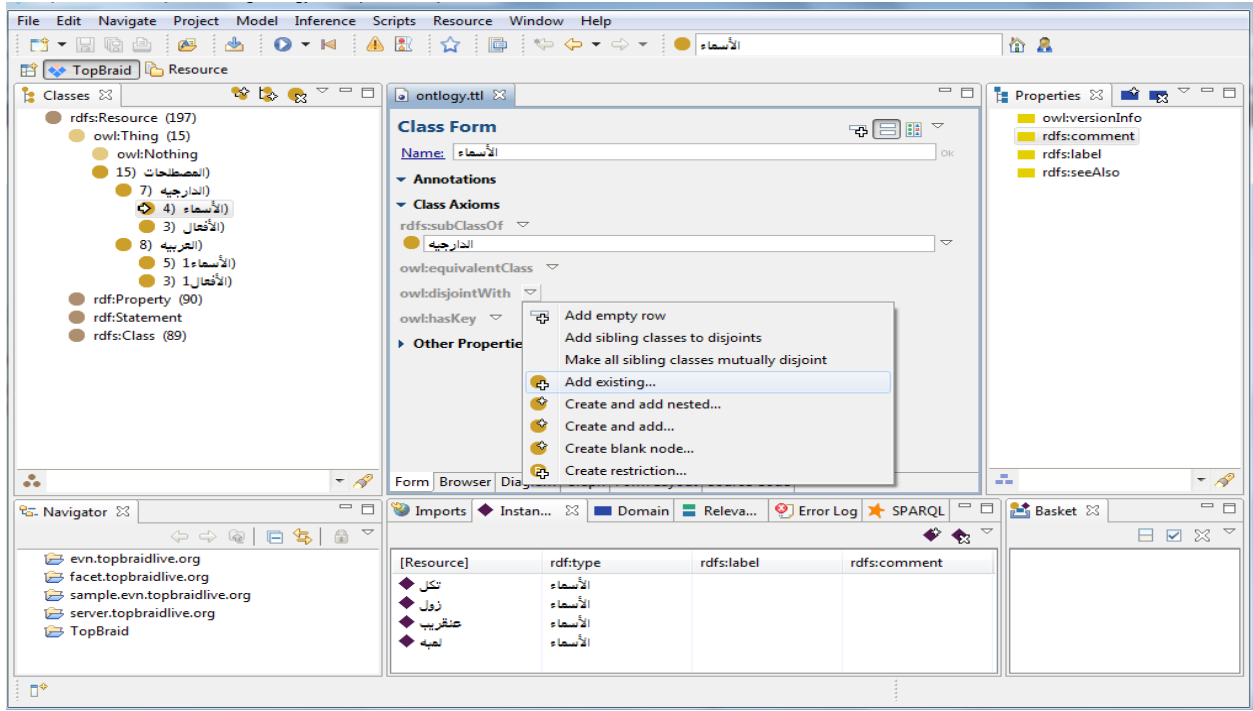 File Edit Navigate Project Model Inference Scripts Resource Window Help
الأسماء
TopBraid Resource
Classes
rdfs:Resource (197)
owl:Thing (15)
owl:Nothing
المصطلحات (15)
الدارجيه (7)
الأسماء (4)
الأفعال (3)
العربيه (8)
الأسماء1 (5)
الأفعال1 (3)
rdf:Property (90)
rdf:Statement
rdfs:Class (89)
ontlogy.ttl
Class Form
Name: الأسماء OK
Annotations
Class Axioms
rdfs:subClassOf
الدارجيه
owl:equivalentClass
owl:disjointWith
owl:hasKey
Other Propertie
Add empty row
Add sibling classes to disjoints
Make all sibling classes mutually disjoint
Add existing...
Create and add nested...
Create and add...
Create blank node...
Create restriction...
Form Browser
Properties
owl:versionInfo
rdfs:comment
rdfs:label
rdfs:seeAlso
Navigator
evn.topbraidlive.org
facet.topbraidlive.org
sample.evn.topbraidlive.org
server.topbraidlive.org
TopBraid
Imports Instan... Domain Releva... Error Log SPARQL
[Resource] rdf:type rdfs:label rdfs:comment
تكل الأسماء
زول الأسماء
عنقريب الأسماء
لمبه الأسماء
Basket